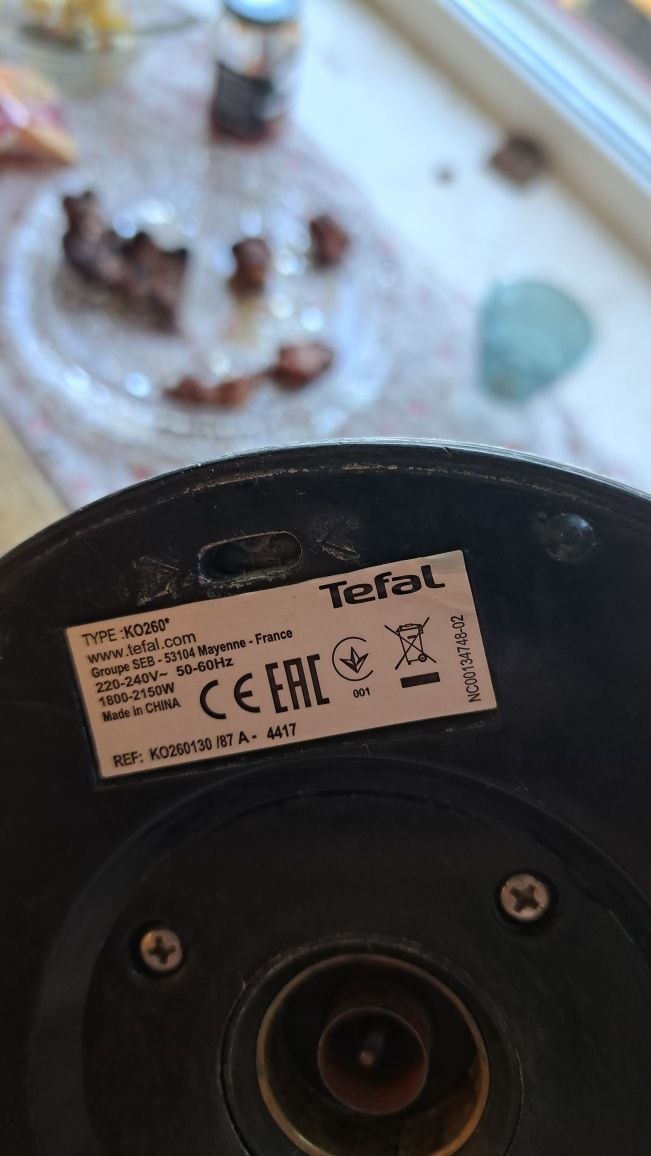 Tefal
TYPE :KO260*
www.tefal.com
Groupe SEB - 53104 Mayenne - France
220-240V~ 50-60Hz
1800-2150W
Made in CHINA
CE EAC
001
NC00134748-02
REF: KO260130 /87 A - 4417